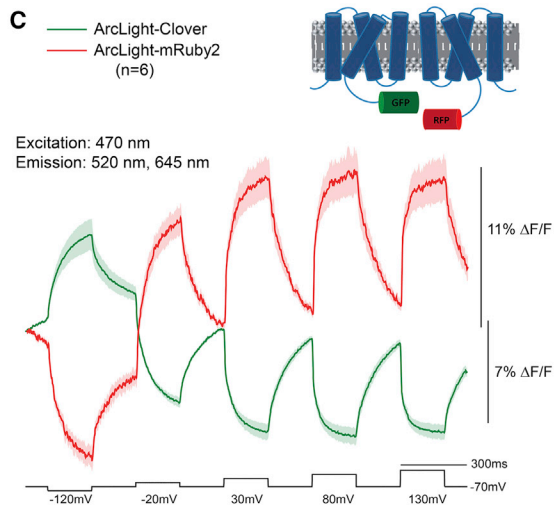 C
ArcLight-Clover
ArcLight-mRuby2
(n=6)
GFP
RFP
Excitation: 470 nm
Emission: 520 nm, 645 nm
11% ΔF/F
7% ΔF/F
300ms
-70mV
-120mV
-20mV
30mV
80mV
130mV